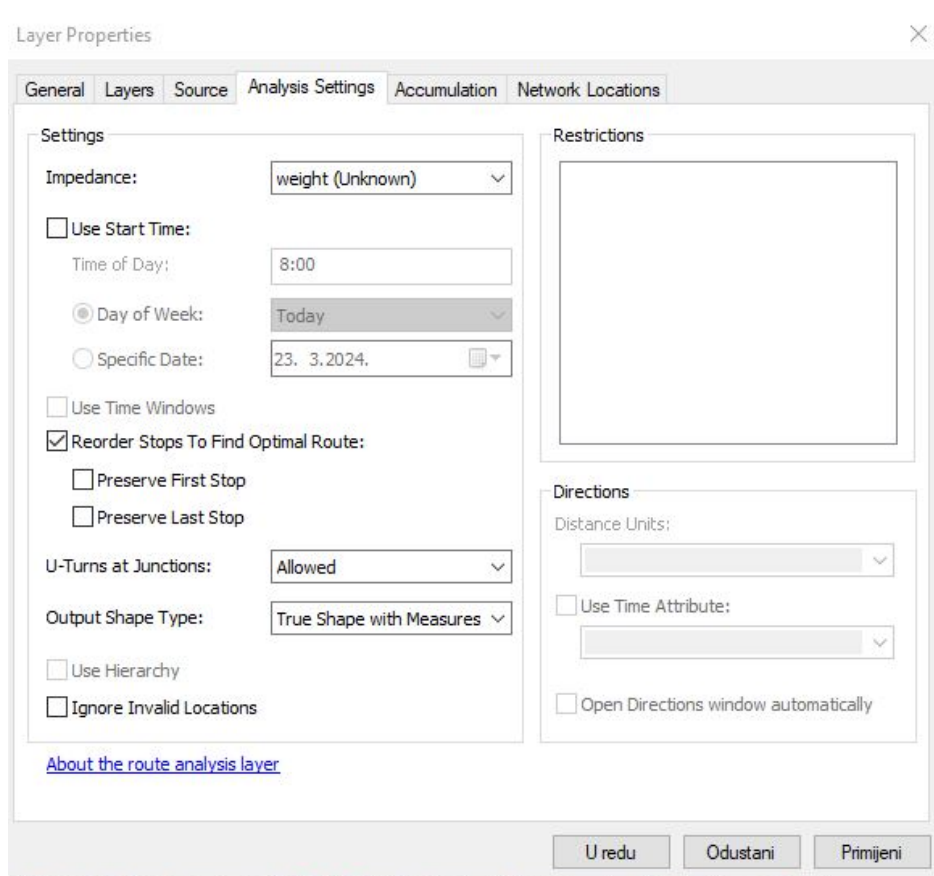 Layer Properties
General Layers Source Analysis Settings Accumulation Network Locations
Settings
Impedance: weight (Unknown)
Use Start Time:
Time of Day: 8:00
Day of Week: Today
Specific Date: 23. 3.2024.
Use Time Windows
Reorder Stops To Find Optimal Route:
Preserve First Stop
Preserve Last Stop
U-Turns at Junctions: Allowed
Output Shape Type: True Shape with Measures
Use Hierarchy
Ignore Invalid Locations
About the route analysis layer
Restrictions
Directions
Distance Units:
Use Time Attribute:
Open Directions window automatically
U redu Odustani Primijeni